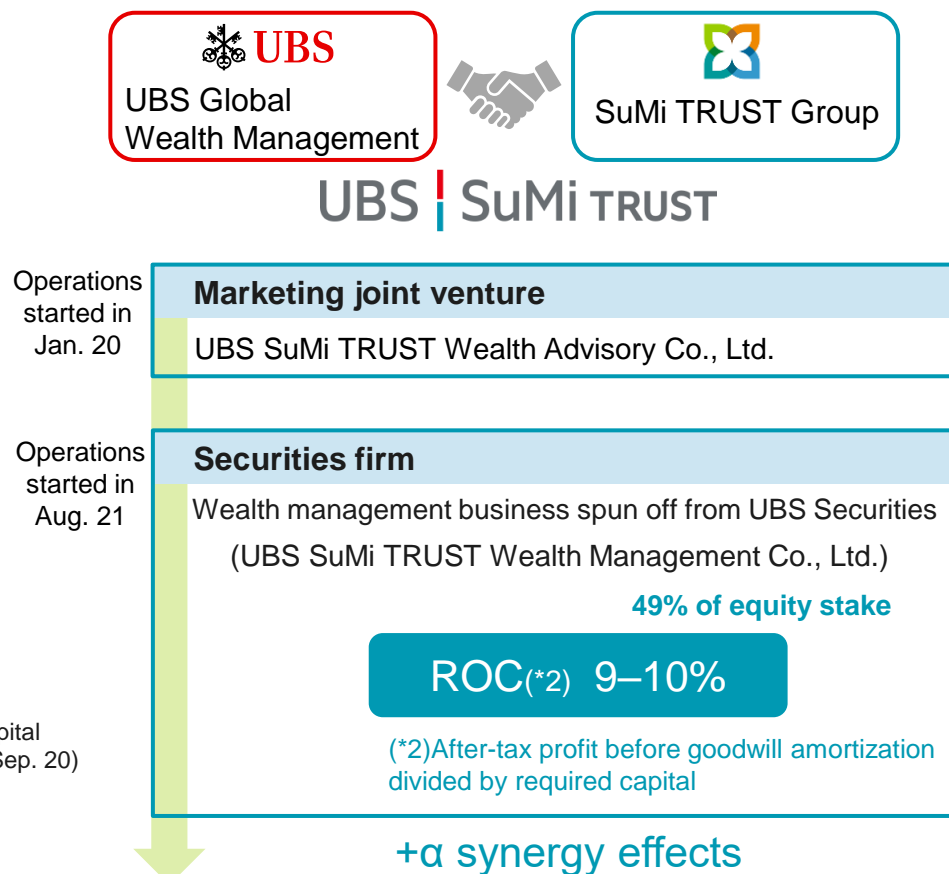 UBS
UBS Global
Wealth Management
SuMi TRUST Group
UBS SuMi TRUST
Operations
started in
Jan. 20
Marketing joint venture
UBS SuMi TRUST Wealth Advisory Co., Ltd.
Operations
started in
Aug. 21
Securities firm
Wealth management business spun off from UBS Securities
(UBS SuMi TRUST Wealth Management Co., Ltd.)
49% of equity stake
ROC(*2) 9–10%
Sep. 20)
(*2)After-tax profit before goodwill amortization
divided by required capital
+α synergy effects